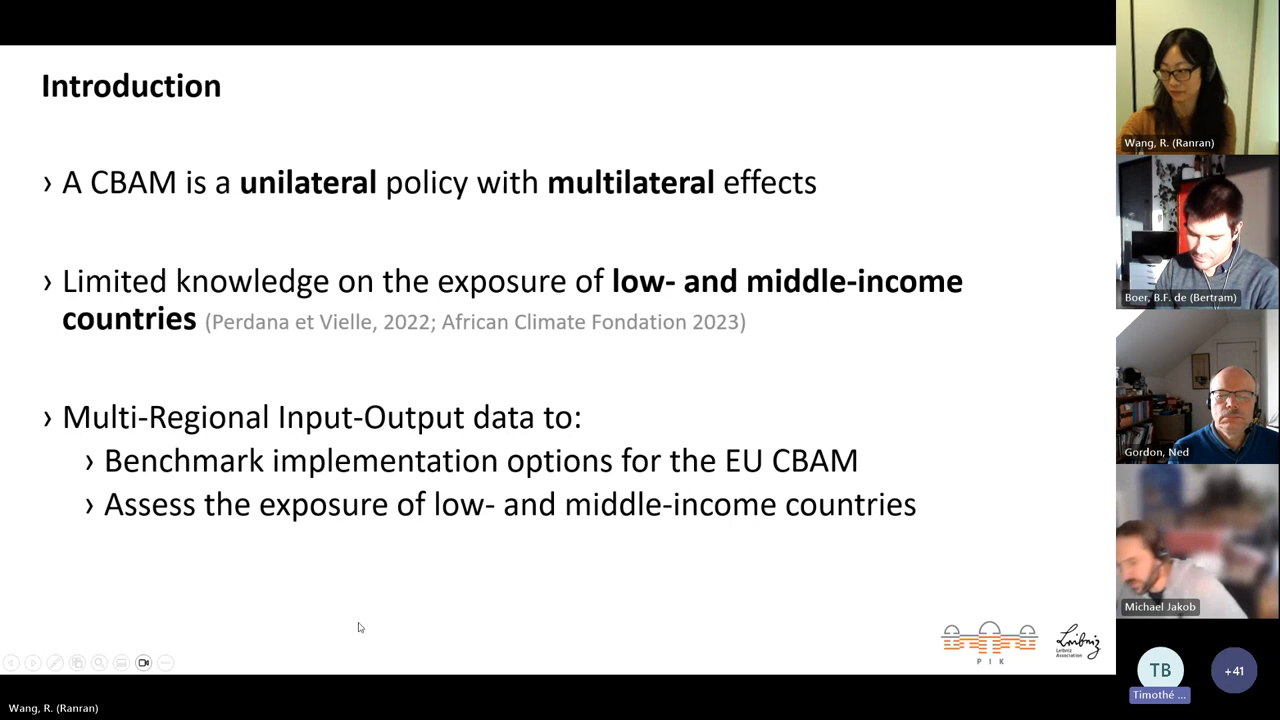 Introduction
› A CBAM is a unilateral policy with multilateral effects
› Limited knowledge on the exposure of low- and middle-income
countries (Perdana et Vielle, 2022; African Climate Fondation 2023)
› Multi-Regional Input-Output data to:
› Benchmark implementation options for the EU CBAM
› Assess the exposure of low- and middle-income countries
P I K
Leibniz
Leibniz
Association
Wang, R. (Ranran)
Wang, R. (Ranran)
Boer, B.F. de (Bertram)
Gordon, Ned
Michael Jakob
TB
Timothé ...
+41